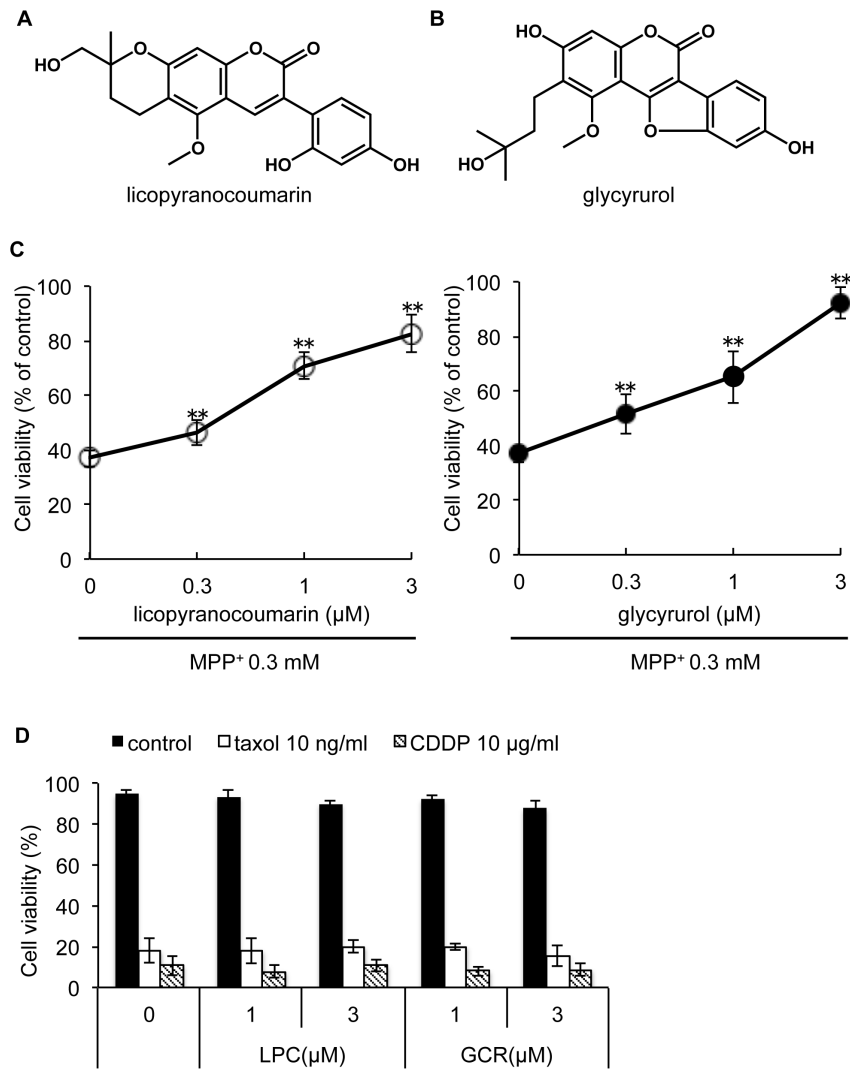 A
B
HO
O
O
O
O
HO
OH
licopyranocoumarin
HO
O
O
O
O
HO
OH
glycyrurol
C
Cell viability (% of control)
100
80
60
40
20
0
**
**
**
0 0.3 1 3
licopyranocoumarin (µM)
MPP+ 0.3 mM
Cell viability (% of control)
100
80
60
40
20
0
**
**
**
0 0.3 1 3
glycyrurol (µM)
MPP+ 0.3 mM
D
control taxol 10 ng/ml CDDP 10 µg/ml
Cell viability (%)
100
80
60
40
20
0
0 1 3 1 3
LPC(µM) GCR(µM)